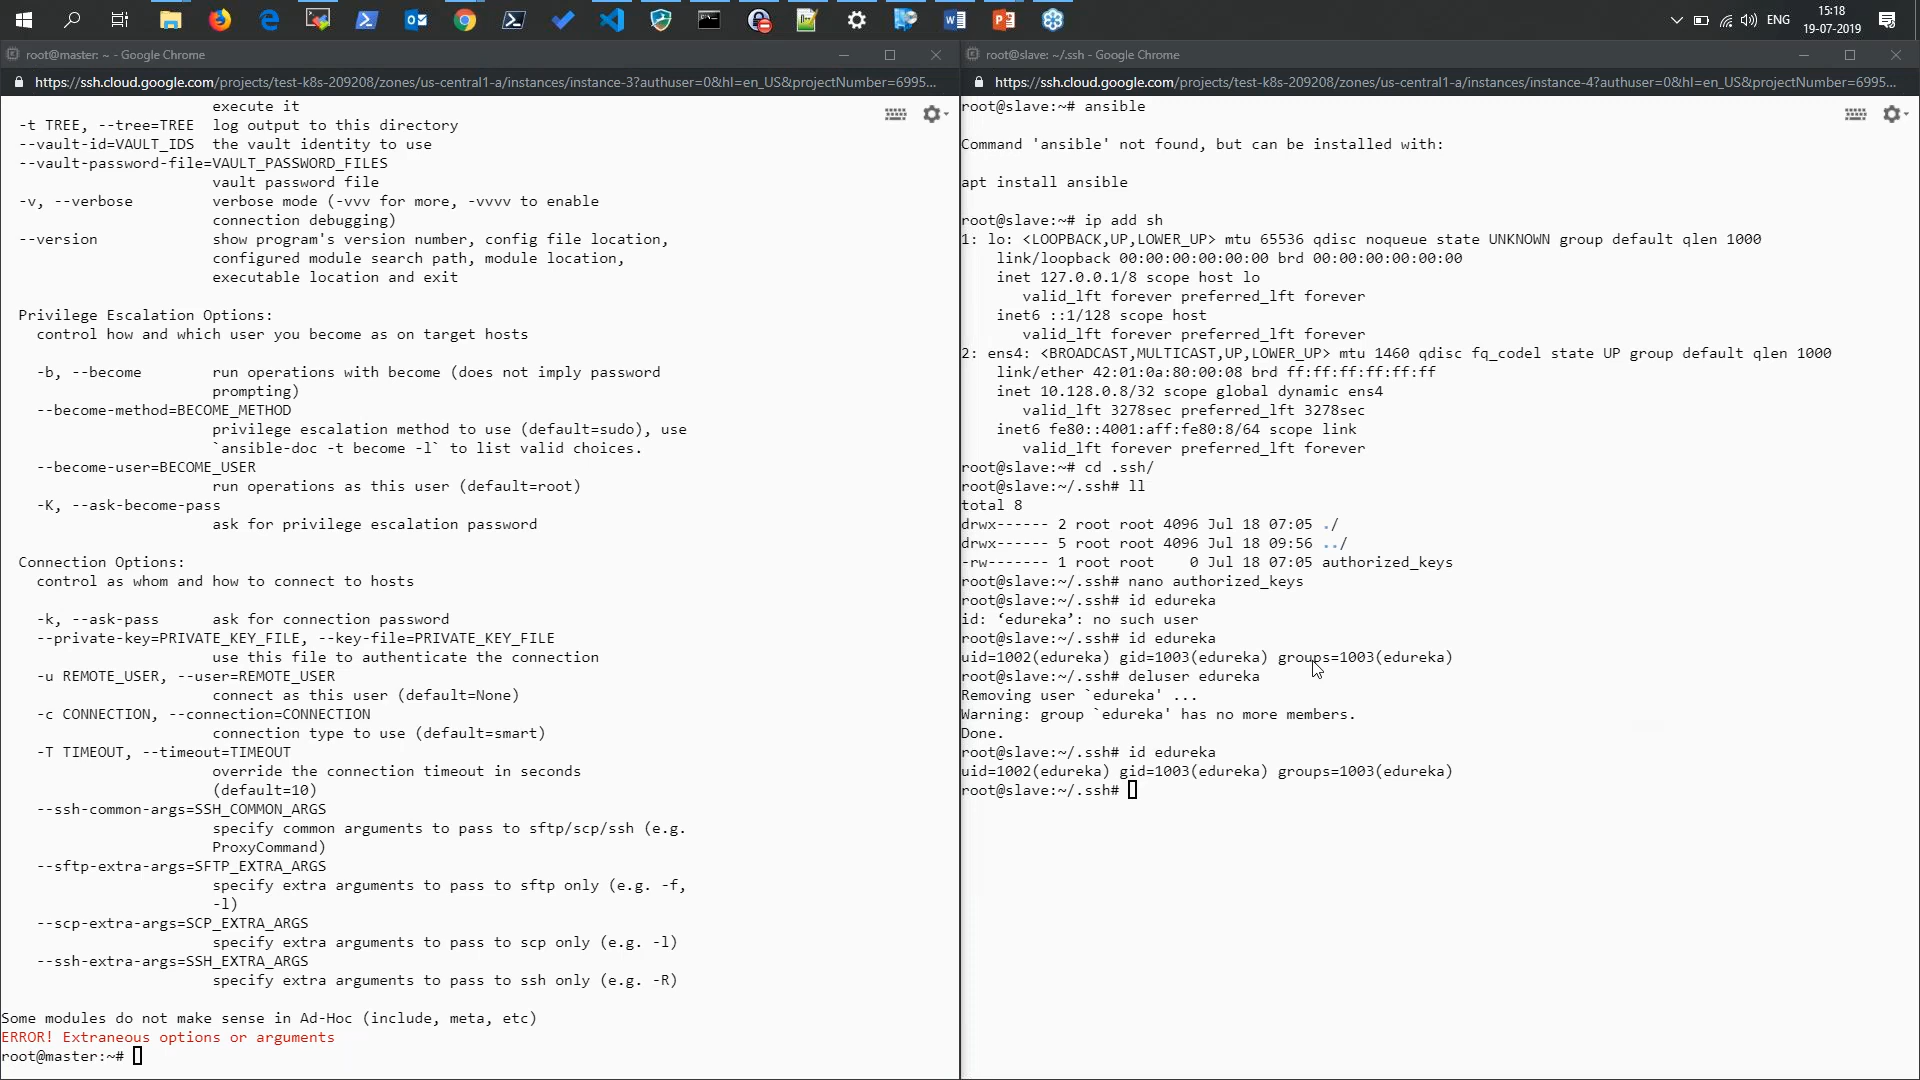 ENG
15:18
19-07-2019
root@master: ~ - Google Chrome
https://ssh.cloud.google.com/projects/test-k8s-209208/zones/us-central1-a/instances/instance-3?authuser=0&hl=en_US&projectNumber=6995...
execute it
-t TREE, --tree=TREE  log output to this directory
--vault-id=VAULT_IDS  the vault identity to use
--vault-password-file=VAULT_PASSWORD_FILES
vault password file
-v, --verbose         verbose mode (-vvv for more, -vvvv to enable
connection debugging)
--version             show program's version number, config file location,
configured module search path, module location,
executable location and exit
Privilege Escalation Options:
control how and which user you become as on target hosts
-b, --become        run operations with become (does not imply password
prompting)
--become-method=BECOME_METHOD
privilege escalation method to use (default=sudo), use
`ansible-doc -t become -l` to list valid choices.
--become-user=BECOME_USER
run operations as this user (default=root)
-K, --ask-become-pass
ask for privilege escalation password
Connection Options:
control as whom and how to connect to hosts
-k, --ask-pass      ask for connection password
--private-key=PRIVATE_KEY_FILE, --key-file=PRIVATE_KEY_FILE
use this file to authenticate the connection
-u REMOTE_USER, --user=REMOTE_USER
connect as this user (default=None)
-c CONNECTION, --connection=CONNECTION
connection type to use (default=smart)
-T TIMEOUT, --timeout=TIMEOUT
override the connection timeout in seconds
(default=10)
--ssh-common-args=SSH_COMMON_ARGS
specify common arguments to pass to sftp/scp/ssh (e.g.
ProxyCommand)
--sftp-extra-args=SFTP_EXTRA_ARGS
specify extra arguments to pass to sftp only (e.g. -f,
-l)
--scp-extra-args=SCP_EXTRA_ARGS
specify extra arguments to pass to scp only (e.g. -l)
--ssh-extra-args=SSH_EXTRA_ARGS
specify extra arguments to pass to ssh only (e.g. -R)
Some modules do not make sense in Ad-Hoc (include, meta, etc)
ERROR! Extraneous options or arguments
root@master:~#
root@slave: ~/.ssh - Google Chrome
https://ssh.cloud.google.com/projects/test-k8s-209208/zones/us-central1-a/instances/instance-4?authuser=0&hl=en_US&projectNumber=6995...
root@slave:~# ansible
Command 'ansible' not found, but can be installed with:
apt install ansible
root@slave:~# ip add sh
1: lo: <LOOPBACK,UP,LOWER_UP> mtu 65536 qdisc noqueue state UNKNOWN group default qlen 1000
link/loopback 00:00:00:00:00:00 brd 00:00:00:00:00:00
inet 127.0.0.1/8 scope host lo
valid_lft forever preferred_lft forever
inet6 ::1/128 scope host
valid_lft forever preferred_lft forever
2: ens4: <BROADCAST,MULTICAST,UP,LOWER_UP> mtu 1460 qdisc fq_codel state UP group default qlen 1000
link/ether 42:01:0a:80:00:08 brd ff:ff:ff:ff:ff:ff
inet 10.128.0.8/32 scope global dynamic ens4
valid_lft 3278sec preferred_lft 3278sec
inet6 fe80::4001:aff:fe80:8/64 scope link
valid_lft forever preferred_lft forever
root@slave:~# cd .ssh/
root@slave:~/.ssh# ll
total 8
drwx------ 2 root root 4096 Jul 18 07:05 ./
drwx------ 5 root root 4096 Jul 18 09:56 ../
-rw------- 1 root root    0 Jul 18 07:05 authorized_keys
root@slave:~/.ssh# nano authorized_keys
root@slave:~/.ssh# id edureka
id: ‘edureka’: no such user
root@slave:~/.ssh# id edureka
uid=1002(edureka) gid=1003(edureka) groups=1003(edureka)
root@slave:~/.ssh# deluser edureka
Removing user `edureka' ...
Warning: group `edureka' has no more members.
Done.
root@slave:~/.ssh# id edureka
uid=1002(edureka) gid=1003(edureka) groups=1003(edureka)
root@slave:~/.ssh#